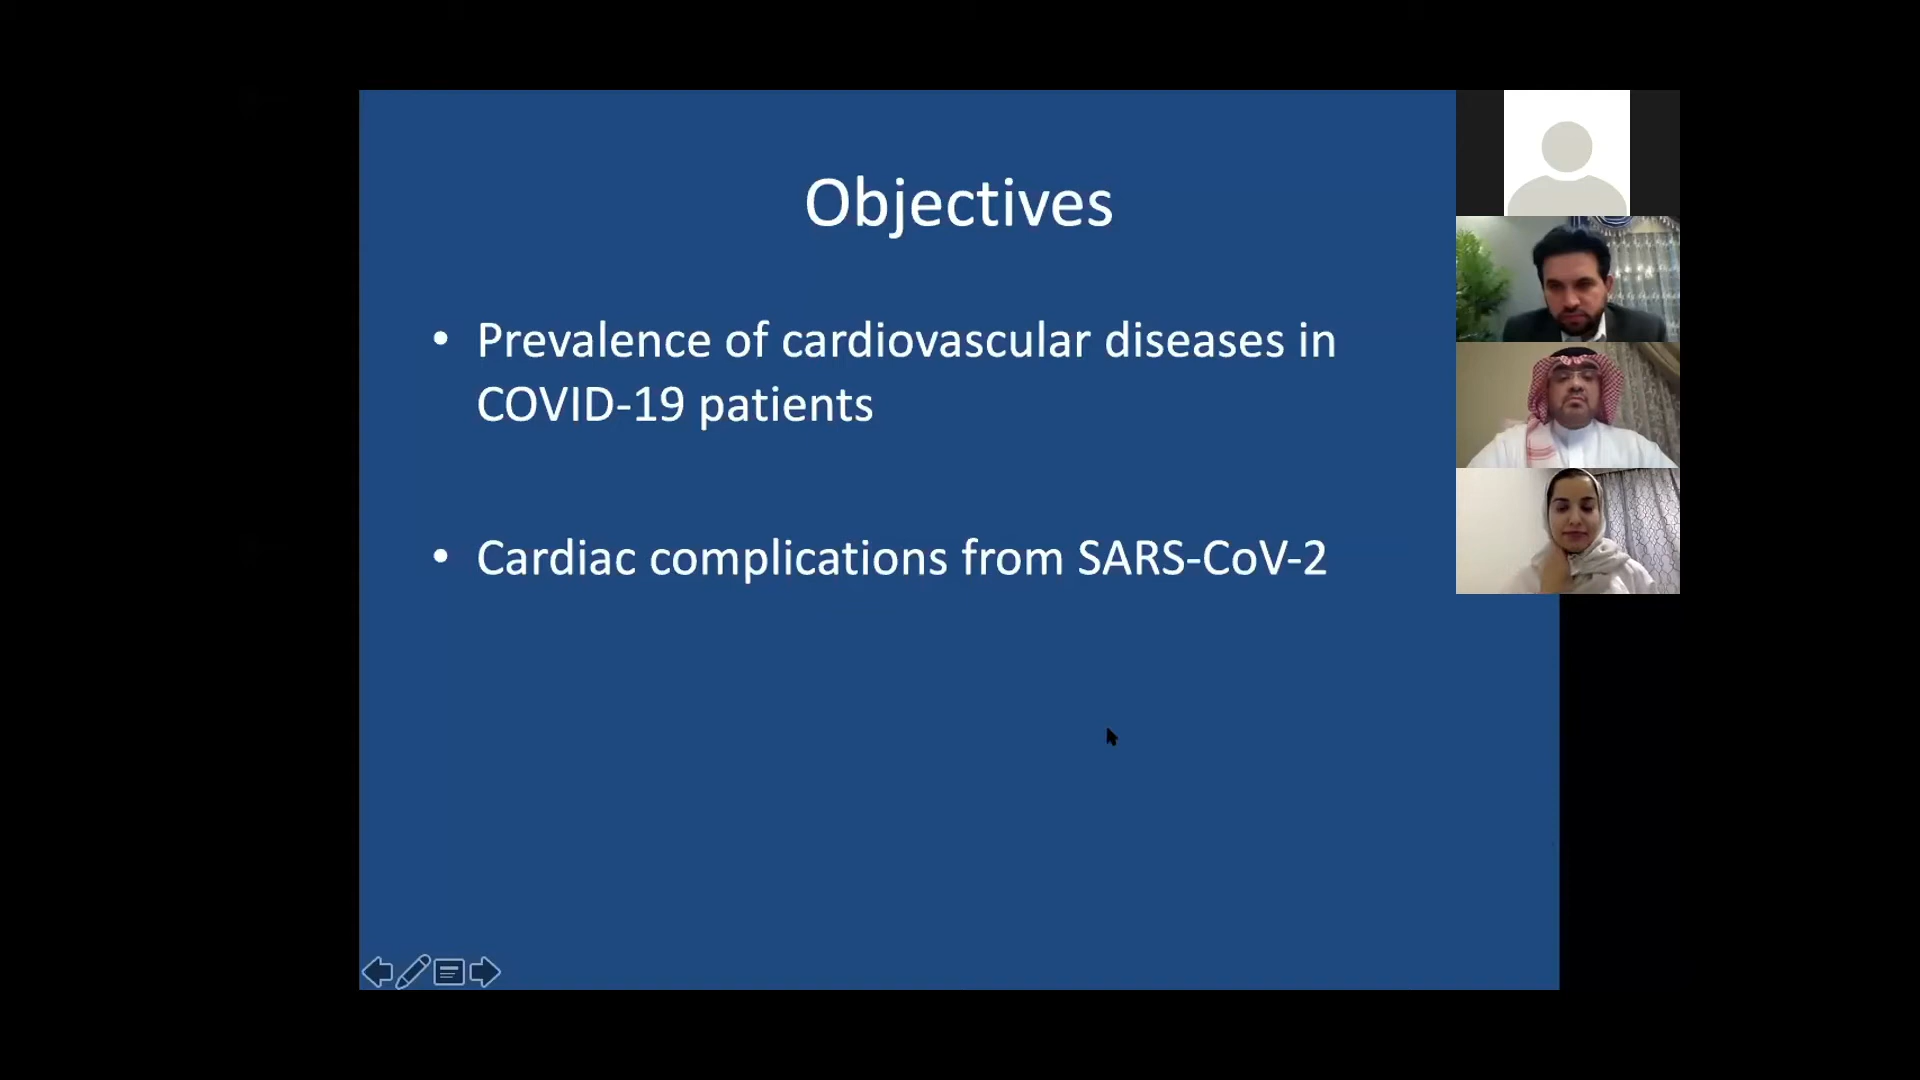 Objectives
• Prevalence of cardiovascular diseases in
COVID-19 patients
• Cardiac complications from SARS-CoV-2